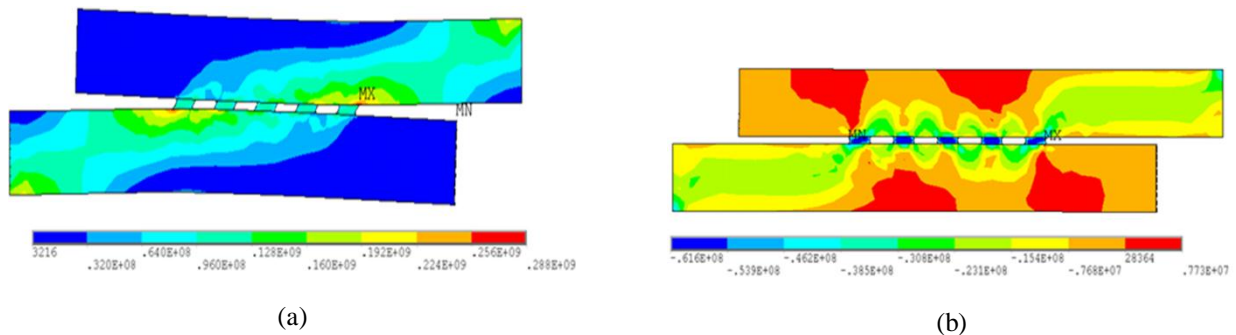 MX
MN
3216 .640E+08 .128E+09 .192E+09 .256E+09
.320E+08 .960E+08 .160E+09 .224E+09 .288E+09
(a)
MN MX
-.616E+08 -.462E+08 -.308E+08 -.154E+08 28364
-.539E+08 -.385E+08 -.231E+08 -.768E+07 .773E+07
(b)